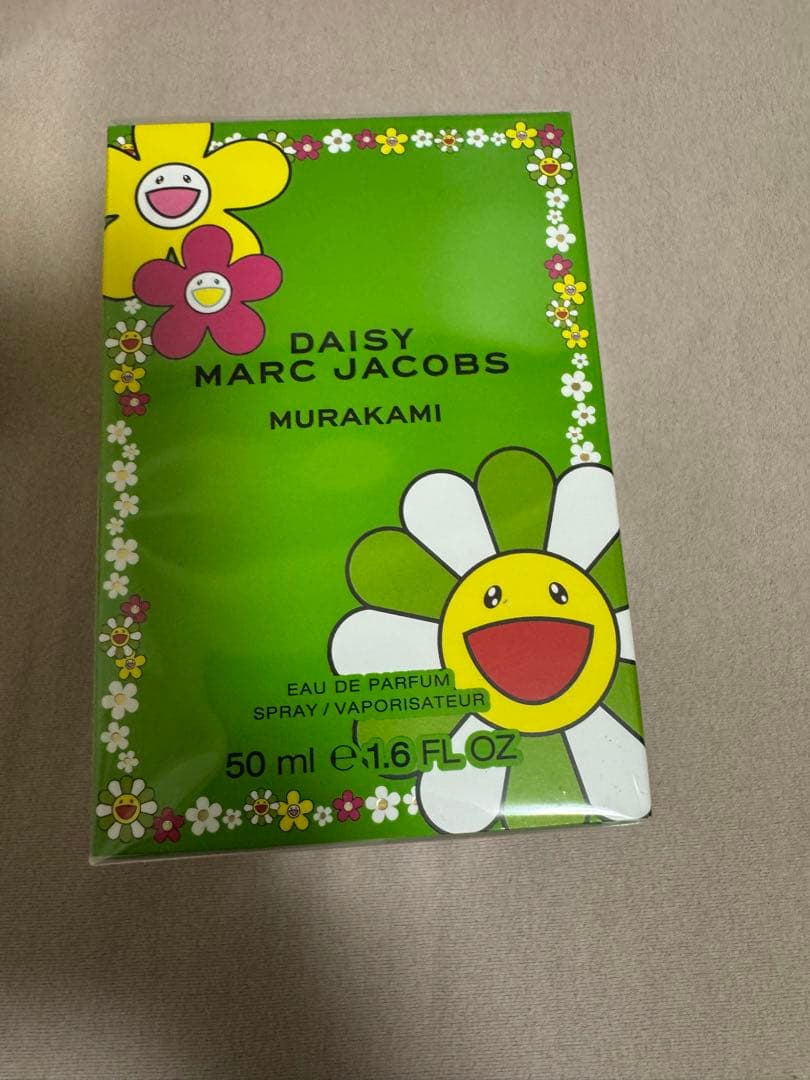 DAISY
MARC JACOBS
MURAKAMI
EAU DE PARFUM
SPRAY / VAPORISATEUR
50 ml ℮ 1.6 FL OZ